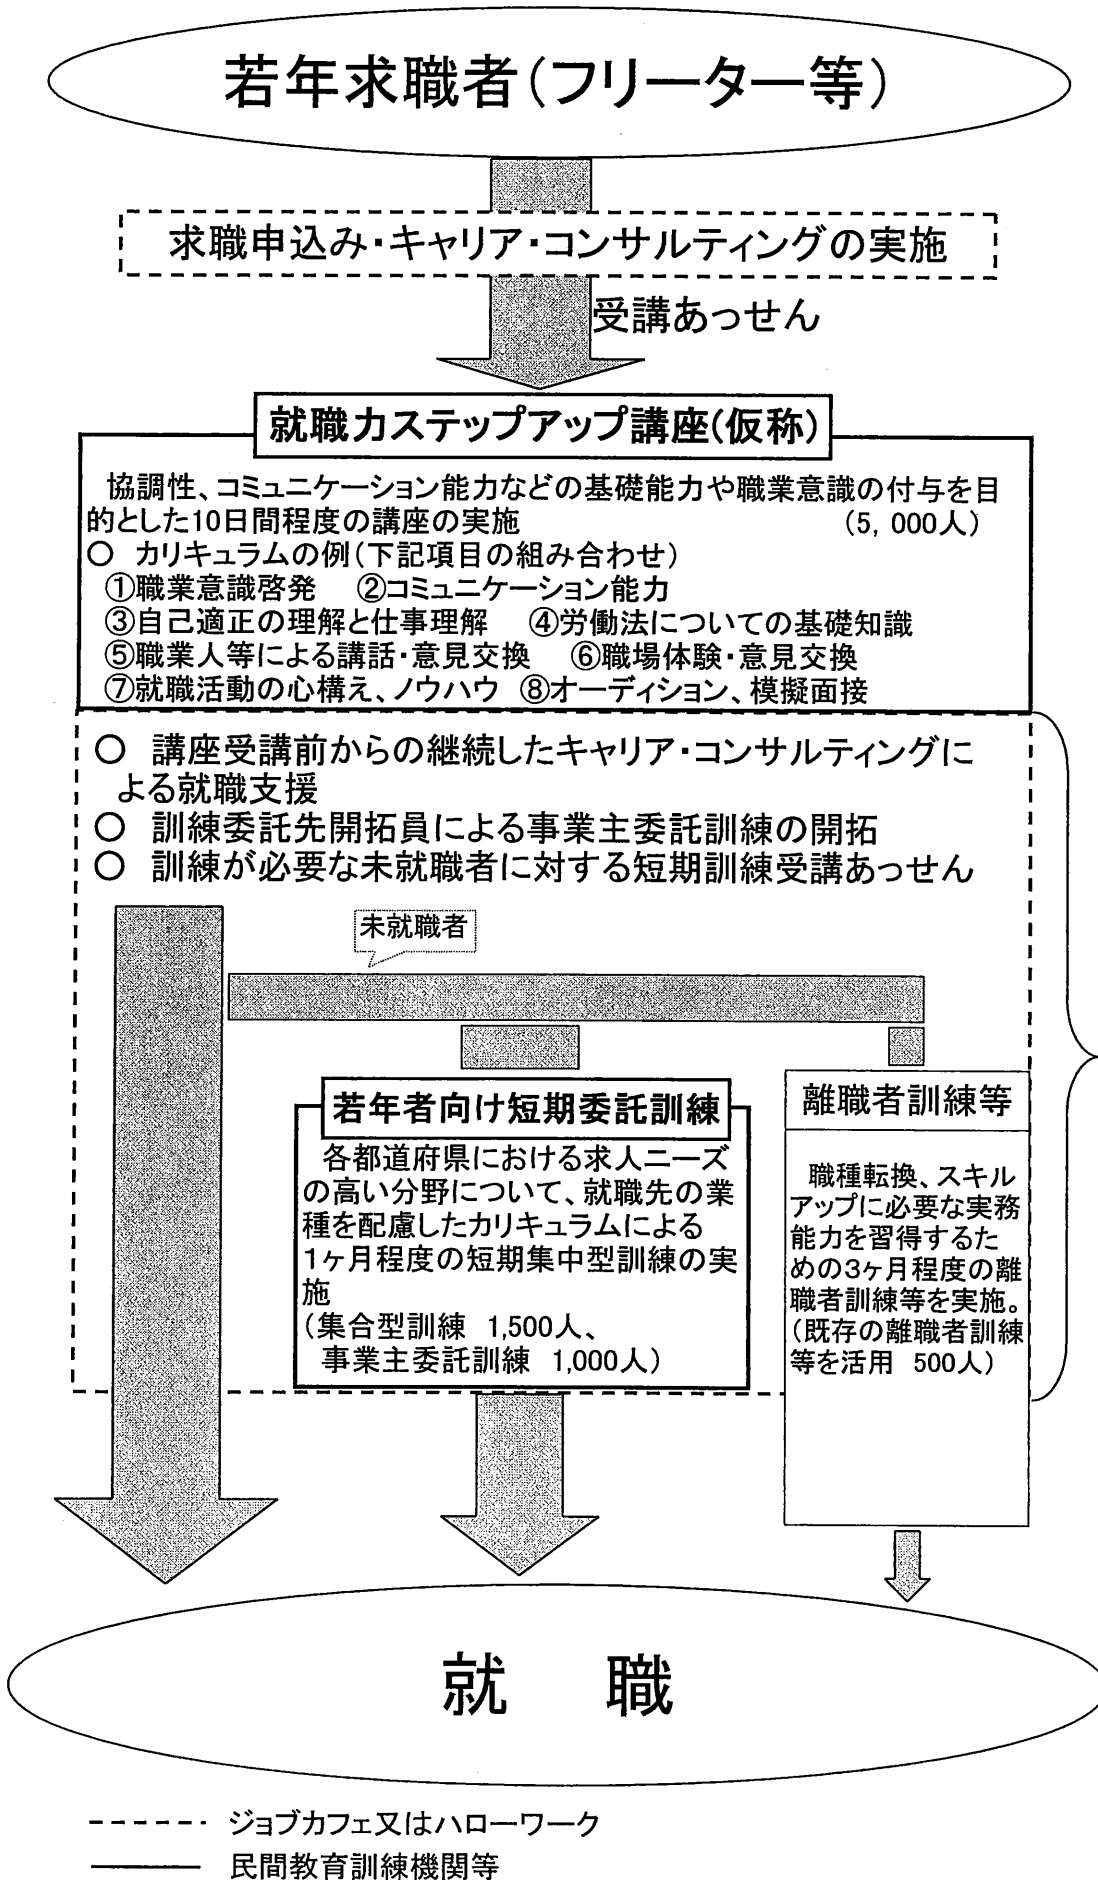 若年求職者(フリーター等)
求職申込み・キャリア・コンサルティングの実施
受講あっせん
就職力ステップアップ講座(仮称)
協調性、コミュニケーション能力などの基礎能力や職業意識の付与を目
的とした10日間程度の講座の実施 (5,000人)
○ カリキュラムの例(下記項目の組み合わせ)
①職業意識啓発 ②コミュニケーション能力
③自己適正の理解と仕事理解 ④労働法についての基礎知識
⑤職業人等による講話・意見交換 ⑥職場体験・意見交換
⑦就職活動の心構え、ノウハウ ⑧オーディション、模擬面接
○ 講座受講前からの継続したキャリア・コンサルティングに
よる就職支援
○ 訓練委託先開拓員による事業主委託訓練の開拓
○ 訓練が必要な未就職者に対する短期訓練受講あっせん
未就職者
若年者向け短期委託訓練
各都道府県における求人ニーズ
の高い分野について、就職先の業
種を配慮したカリキュラムによる
1ヶ月程度の短期集中型訓練の実
施
(集合型訓練 1,500人、
事業主委託訓練 1,000人)
離職者訓練等
職種転換、スキル
アップに必要な実務
能力を習得するた
めの3ヶ月程度の離
職者訓練等を実施。
(既存の離職者訓練
等を活用 500人)
就 職
ジョブカフェ又はハローワーク
民間教育訓練機関等